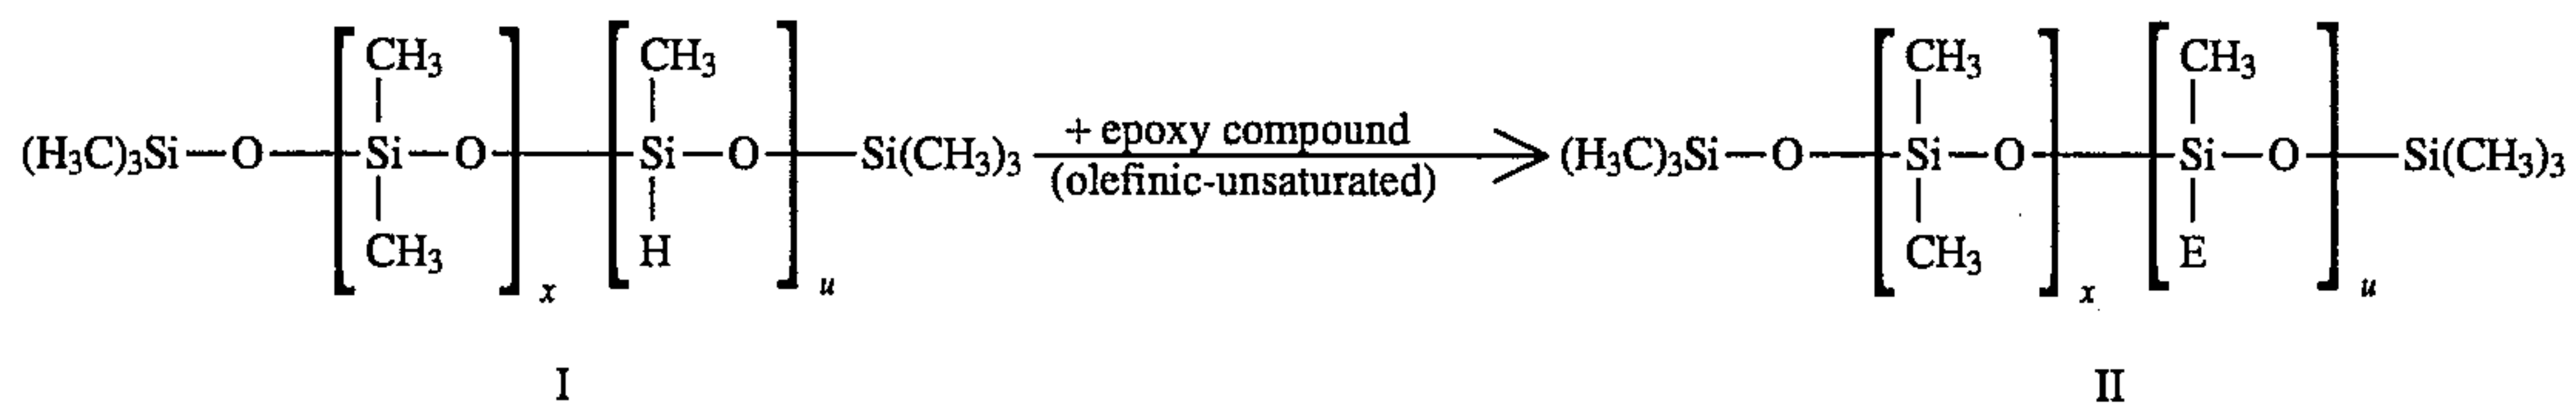 CH3 CH3 CH3 CH3
(H3C)3Si—O—Si—O—Si—O—Si(CH3)3 + epoxy compound (H3C)3Si—O—Si—O—Si—O—Si(CH3)3
(olefinic-unsaturated)
CH3 H CH3 E
x u x u
I II